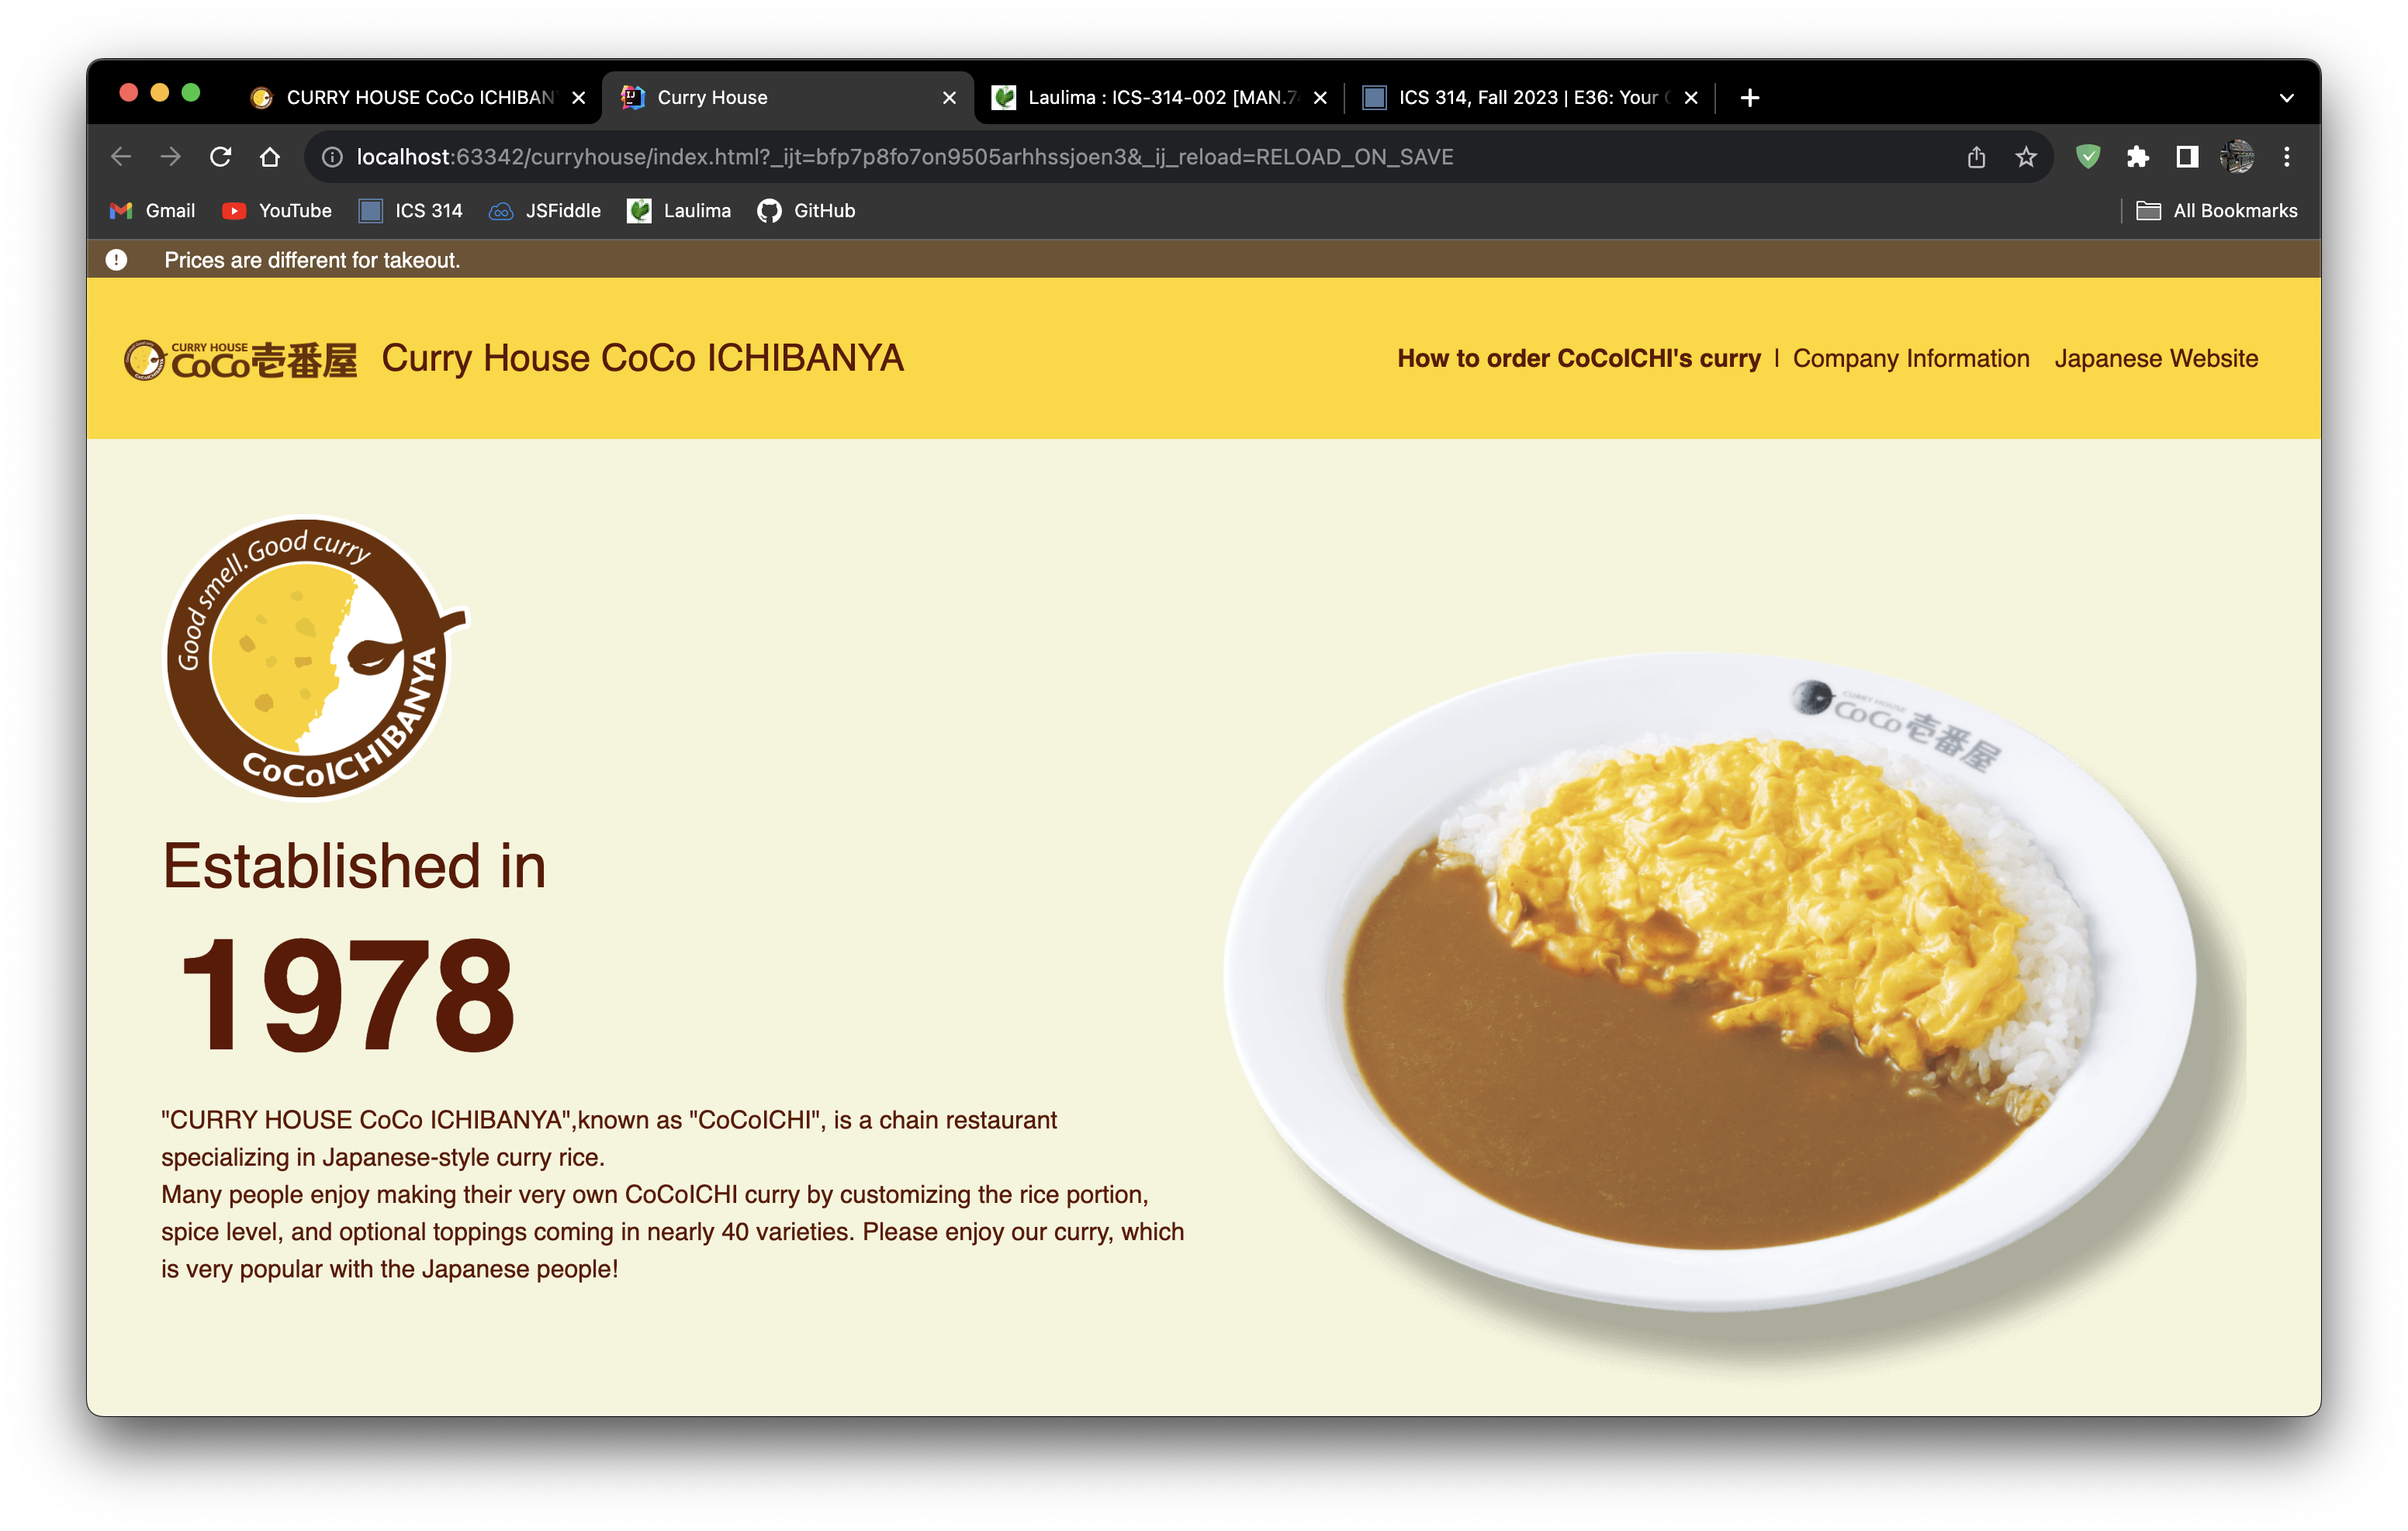 CURRY HOUSE CoCo ICHIBAN
Curry House
Laulima : ICS-314-002 [MAN.7
ICS 314, Fall 2023 | E36: Your
localhost:63342/curryhouse/index.html?_ijt=bfp7p8fo7on9505arhhssjoen3&_ij_reload=RELOAD_ON_SAVE
Gmail YouTube ICS 314 JSFiddle Laulima GitHub All Bookmarks
Prices are different for takeout.
CURRY HOUSE
CoCo壱番屋
Curry House CoCo ICHIBANYA
How to order CoCoICHI's curry | Company Information Japanese Website
Good smell. Good curry
CoCoICHIBANYA
Established in
1978
"CURRY HOUSE CoCo ICHIBANYA",known as "CoCoICHI", is a chain restaurant
specializing in Japanese-style curry rice.
Many people enjoy making their very own CoCoICHI curry by customizing the rice portion,
spice level, and optional toppings coming in nearly 40 varieties. Please enjoy our curry, which
is very popular with the Japanese people!
CURRY HOUSE
CoCo壱番屋